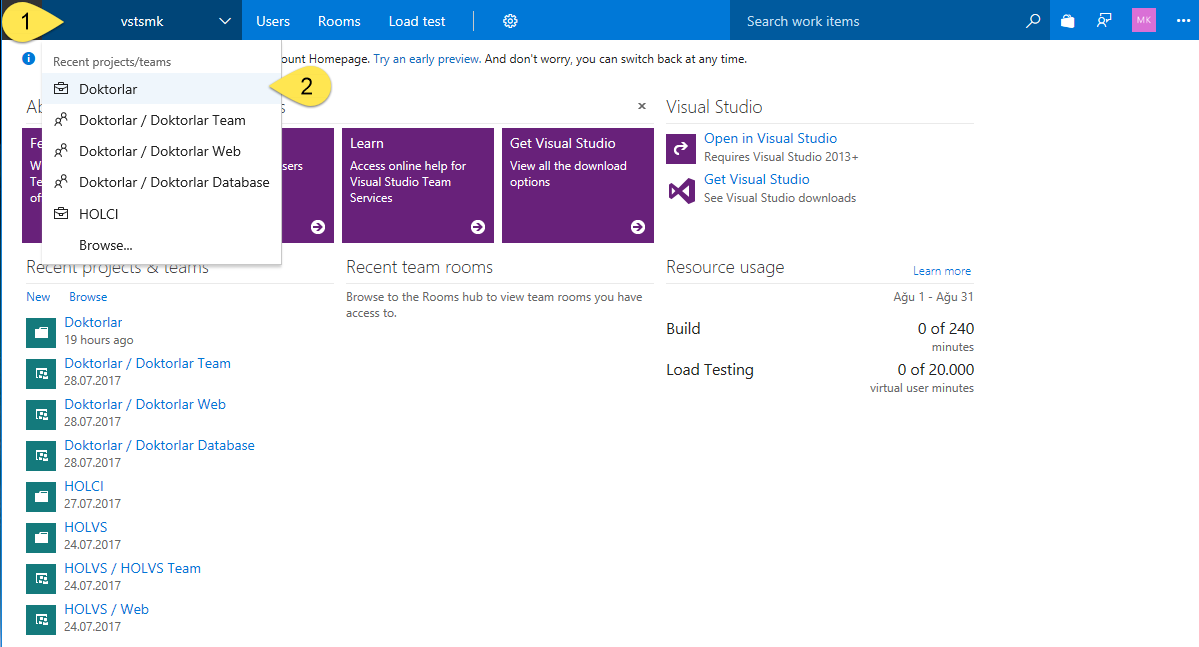 1
vstsmk
Users
Rooms
Load test
Search work items
MK
Recent projects/teams
Doktorlar
2
Doktorlar / Doktorlar Team
Doktorlar / Doktorlar Web
Doktorlar / Doktorlar Database
HOLCI
Browse...
ount Homepage. Try an early preview. And don't worry, you can switch back at any time.
Learn
Access online help for
Visual Studio Team
Services
Get Visual Studio
View all the download
options
Visual Studio
Open in Visual Studio
Requires Visual Studio 2013+
Get Visual Studio
See Visual Studio downloads
Recent projects & teams
New
Browse
Doktorlar
19 hours ago
Doktorlar / Doktorlar Team
28.07.2017
Doktorlar / Doktorlar Web
28.07.2017
Doktorlar / Doktorlar Database
28.07.2017
HOLCI
27.07.2017
HOLVS
24.07.2017
HOLVS / HOLVS Team
24.07.2017
HOLVS / Web
24.07.2017
Recent team rooms
Browse to the Rooms hub to view team rooms you have
access to.
Resource usage
Learn more
Ağu 1 - Ağu 31
Build
0 of 240
minutes
Load Testing
0 of 20.000
virtual user minutes